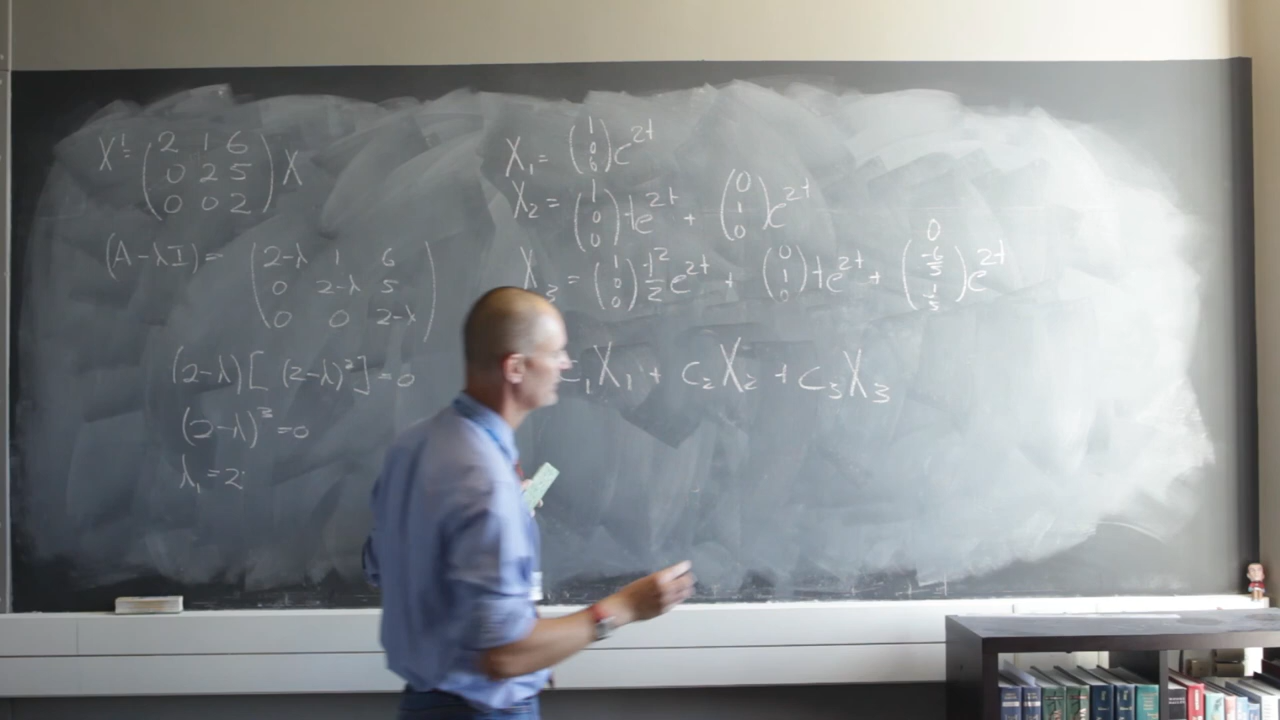 X' = ( 2 1 6
0 2 5
0 0 2 ) X
(A-λI) = ( 2-λ 1 6
0 2-λ 5
0 0 2-λ )
(2-λ)[ (2-λ)²] = 0
(2-λ)³ = 0
λ₁ = 2
X₁ = ( 1 0 0 ) e^2t
X₂ = ( 1 0 0 ) te^2t + ( 0 1 0 ) e^2t
X₃ = ( 1 0 0 ) t²/2 e^2t + ( 0 1 0 ) te^2t + ( 0 -6/5 1/5 ) e^2t
c₁X₁ + c₂X₂ + c₃X₃